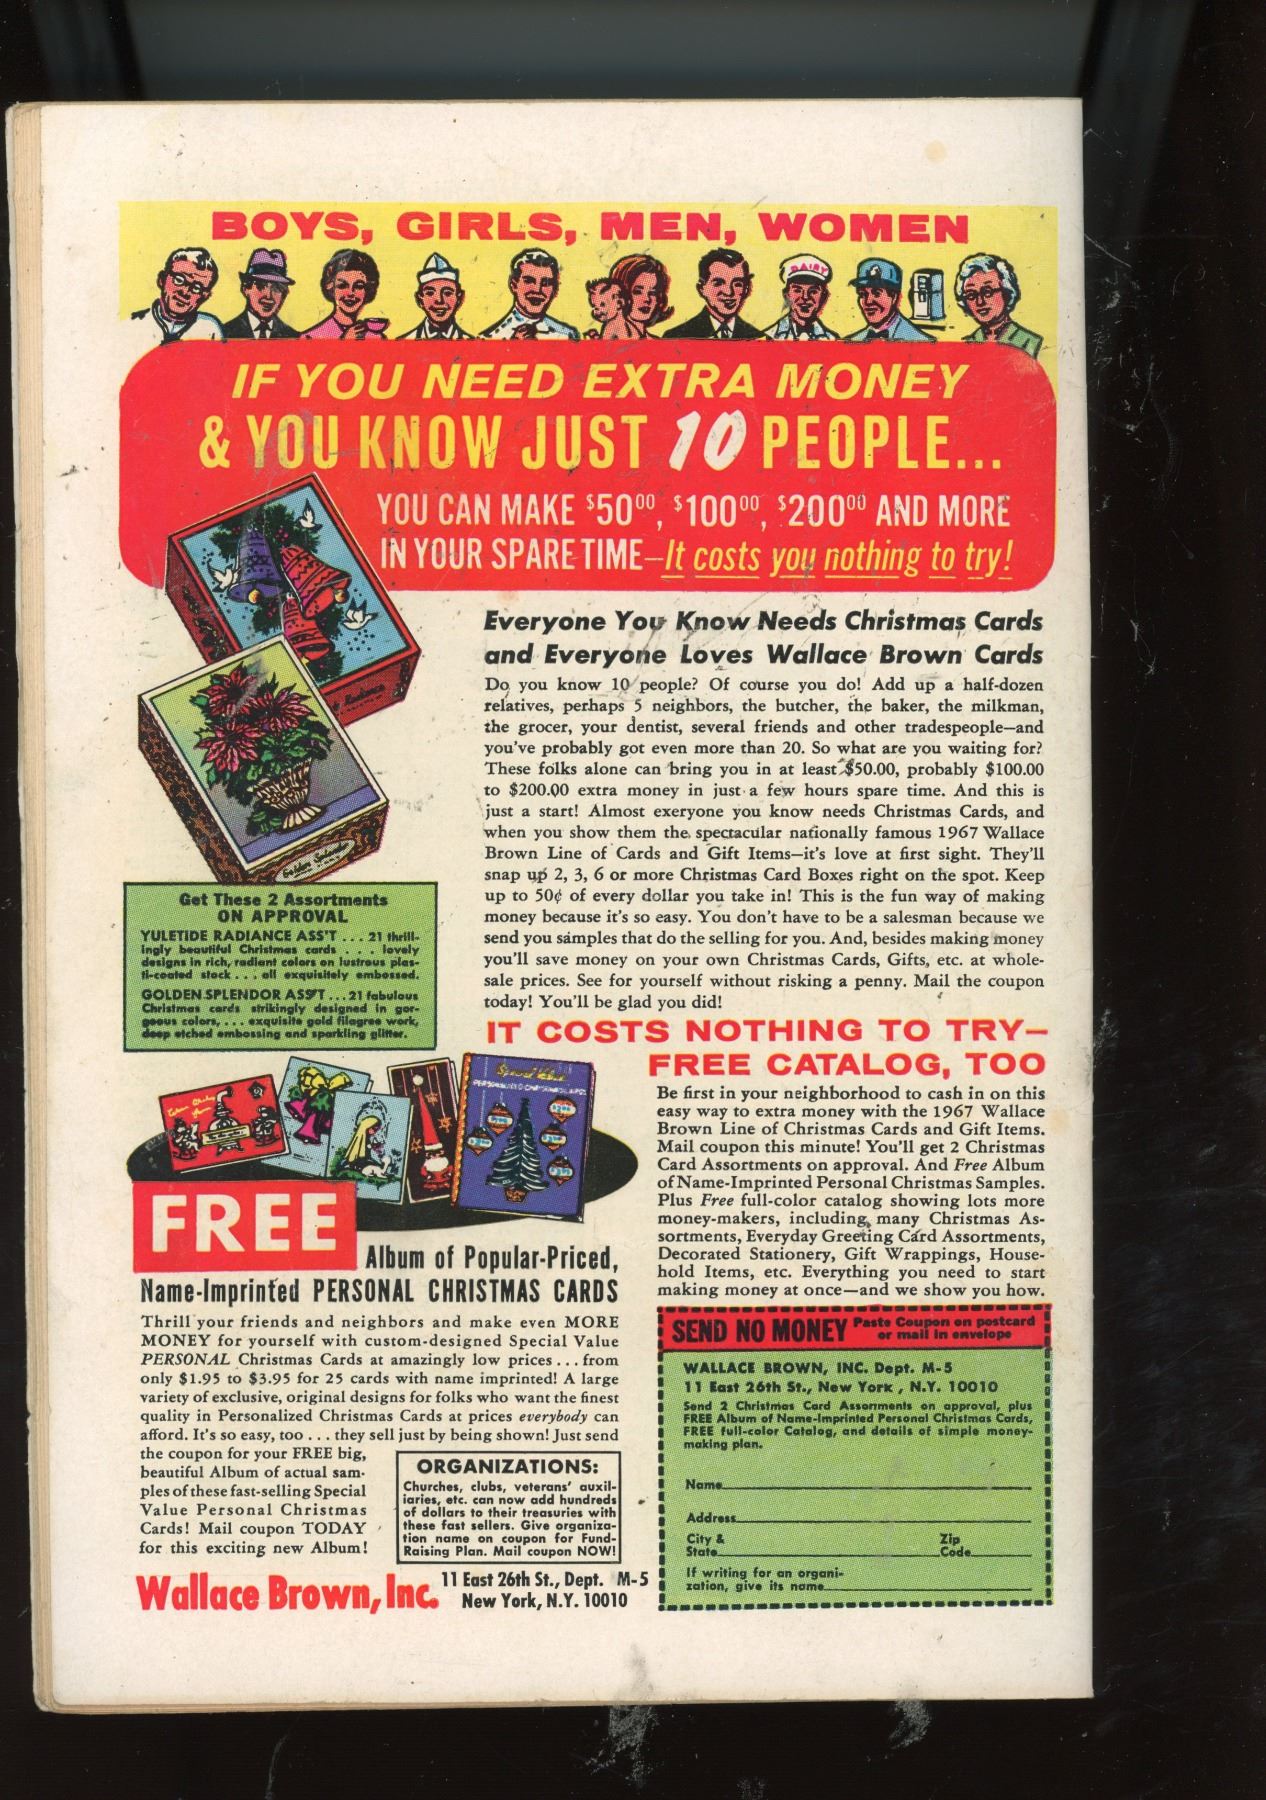 BOYS, GIRLS, MEN, WOMEN
DAIRY
IF YOU NEED EXTRA MONEY
& YOU KNOW JUST 10 PEOPLE...
YOU CAN MAKE $50.00, $100.00, $200.00 AND MORE
IN YOUR SPARE TIME—It costs you nothing to try!
Everyone You Know Needs Christmas Cards
and Everyone Loves Wallace Brown Cards
Do you know 10 people? Of course you do! Add up a half-dozen
relatives, perhaps 5 neighbors, the butcher, the baker, the milkman,
the grocer, your dentist, several friends and other tradespeople—and
you've probably got even more than 20. So what are you waiting for?
These folks alone can bring you in at least $50.00, probably $100.00
to $200.00 extra money in just a few hours spare time. And this is
just a start! Almost exeryone you know needs Christmas Cards, and
when you show them the spectacular nationally famous 1967 Wallace
Brown Line of Cards and Gift Items—it's love at first sight. They'll
snap up 2, 3, 6 or more Christmas Card Boxes right on the spot. Keep
up to 50¢ of every dollar you take in! This is the fun way of making
money because it's so easy. You don't have to be a salesman because we
send you samples that do the selling for you. And, besides making money
you'll save money on your own Christmas Cards, Gifts, etc. at whole-
sale prices. See for yourself without risking a penny. Mail the coupon
today! You'll be glad you did!
Radiance
Golden Splendor
Get These 2 Assortments
ON APPROVAL
YULETIDE RADIANCE ASS'T . . . 21 thrill-
ingly beautiful Christmas cards . . . lovely
designs in rich, radiant colors on lustrous plas-
ti-coated stock . . . all exquisitely embossed.
GOLDEN SPLENDOR ASS'T . . . 21 fabulous
Christmas cards strikingly designed in gor-
geous colors, . . . exquisite gold filagree work,
deep etched embossing and sparkling glitter.
IT COSTS NOTHING TO TRY—
FREE CATALOG, TOO
Be first in your neighborhood to cash in on this
easy way to extra money with the 1967 Wallace
Brown Line of Christmas Cards and Gift Items.
Mail coupon this minute! You'll get 2 Christmas
Card Assortments on approval. And Free Album
of Name-Imprinted Personal Christmas Samples.
Plus Free full-color catalog showing lots more
money-makers, including many Christmas As-
sortments, Everyday Greeting Card Assortments,
Decorated Stationery, Gift Wrappings, House-
hold Items, etc. Everything you need to start
making money at once—and we show you how.
Special Value
PERSONALIZED CHRISTMAS CARDS
FREE
Album of Popular-Priced,
Name-Imprinted PERSONAL CHRISTMAS CARDS
Thrill your friends and neighbors and make even MORE
MONEY for yourself with custom-designed Special Value
PERSONAL Christmas Cards at amazingly low prices . . . from
only $1.95 to $3.95 for 25 cards with name imprinted! A large
variety of exclusive, original designs for folks who want the finest
quality in Personalized Christmas Cards at prices everybody can
afford. It's so easy, too . . . they sell just by being shown! Just send
the coupon for your FREE big,
beautiful Album of actual sam-
ples of these fast-selling Special
Value Personal Christmas
Cards! Mail coupon TODAY
for this exciting new Album!
ORGANIZATIONS:
Churches, clubs, veterans' auxil-
iaries, etc. can now add hundreds
of dollars to their treasuries with
these fast sellers. Give organiza-
tion name on coupon for Fund-
Raising Plan. Mail coupon NOW!
Wallace Brown, Inc. 11 East 26th St., Dept. M-5
New York, N.Y. 10010
SEND NO MONEY Paste Coupon on postcard
or mail in envelope
WALLACE BROWN, INC. Dept. M-5
11 East 26th St., New York , N.Y. 10010
Send 2 Christmas Card Assortments on approval, plus
FREE Album of Name-Imprinted Personal Christmas Cards,
FREE full-color Catalog, and details of simple money-
making plan.
Name
Address
City & Zip
State Code
If writing for an organi-
zation, give its name